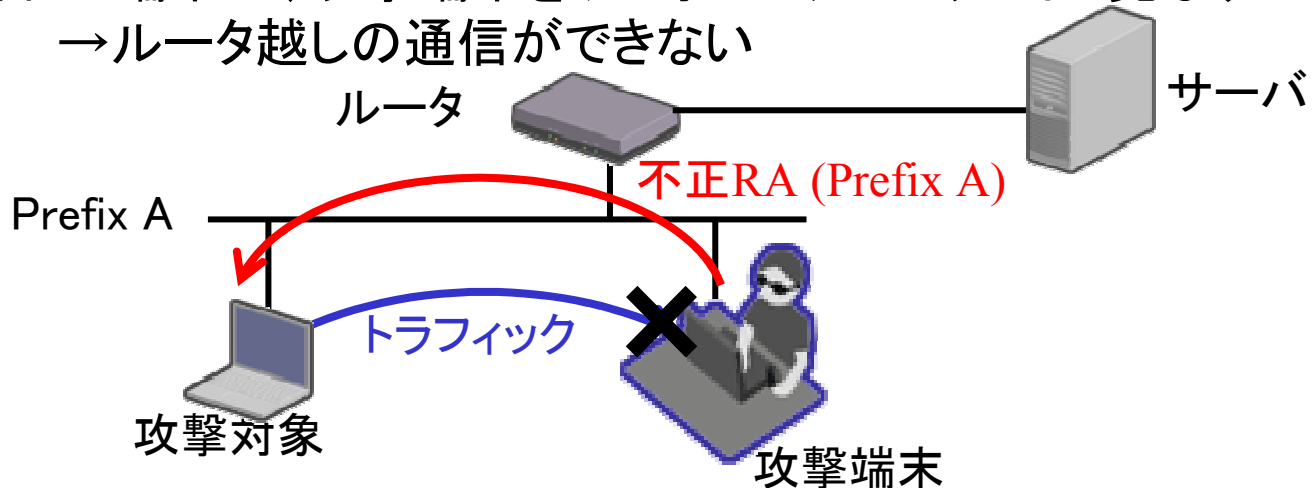 →ルータ越しの通信ができない
ルータ
サーバ
不正RA (Prefix A)
Prefix A
トラフィック
攻撃対象
攻撃端末